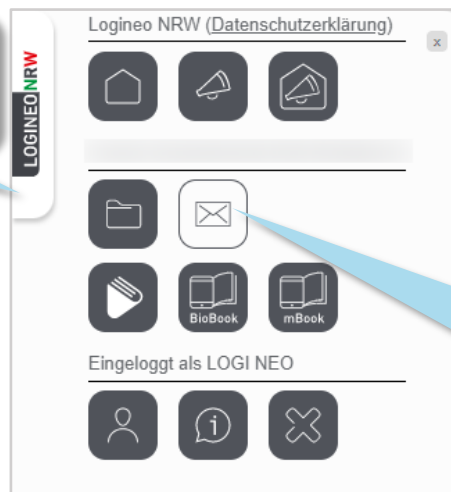 Logineo NRW (Datenschutzerklärung)
x
LOGINEO NRW
BioBook
mBook
Eingeloggt als LOGI NEO